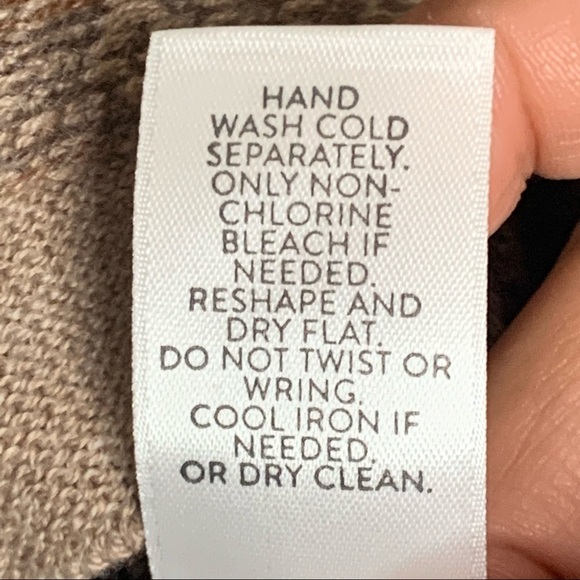 HAND
WASH COLD
SEPARATELY.
ONLY NON-
CHLORINE
BLEACH IF
NEEDED.
RESHAPE AND
DRY FLAT.
DO NOT TWIST OR
WRING.
COOL IRON IF
NEEDED.
OR DRY CLEAN.